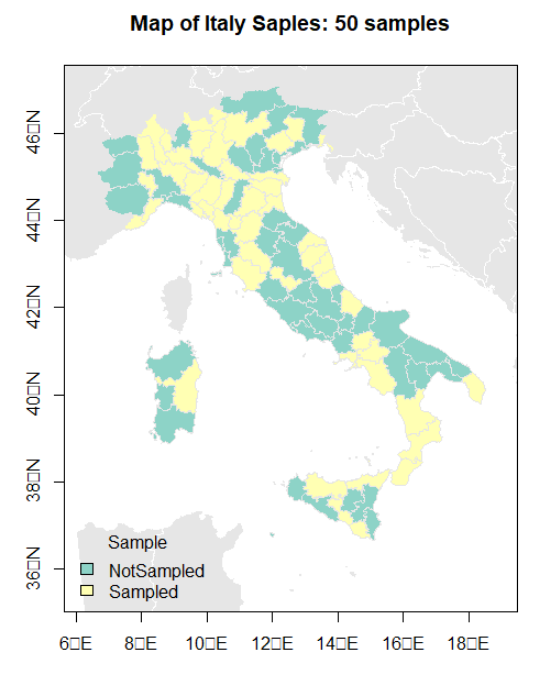 Map of Italy Saples: 50 samples
46□N
44□N
42□N
40□N
38□N
36□N
Sample
NotSampled
Sampled
6□E 8□E 10□E 12□E 14□E 16□E 18□E